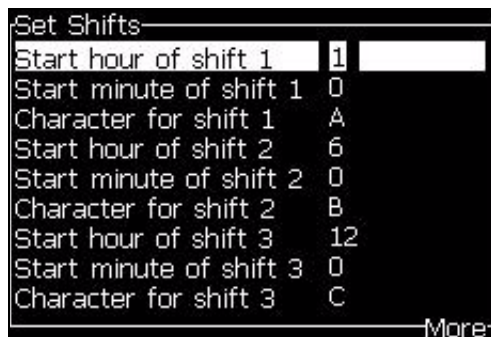 Set Shifts
Start hour of shift 1 1
Start minute of shift 1 0
Character for shift 1 A
Start hour of shift 2 6
Start minute of shift 2 0
Character for shift 2 B
Start hour of shift 3 12
Start minute of shift 3 0
Character for shift 3 C
More